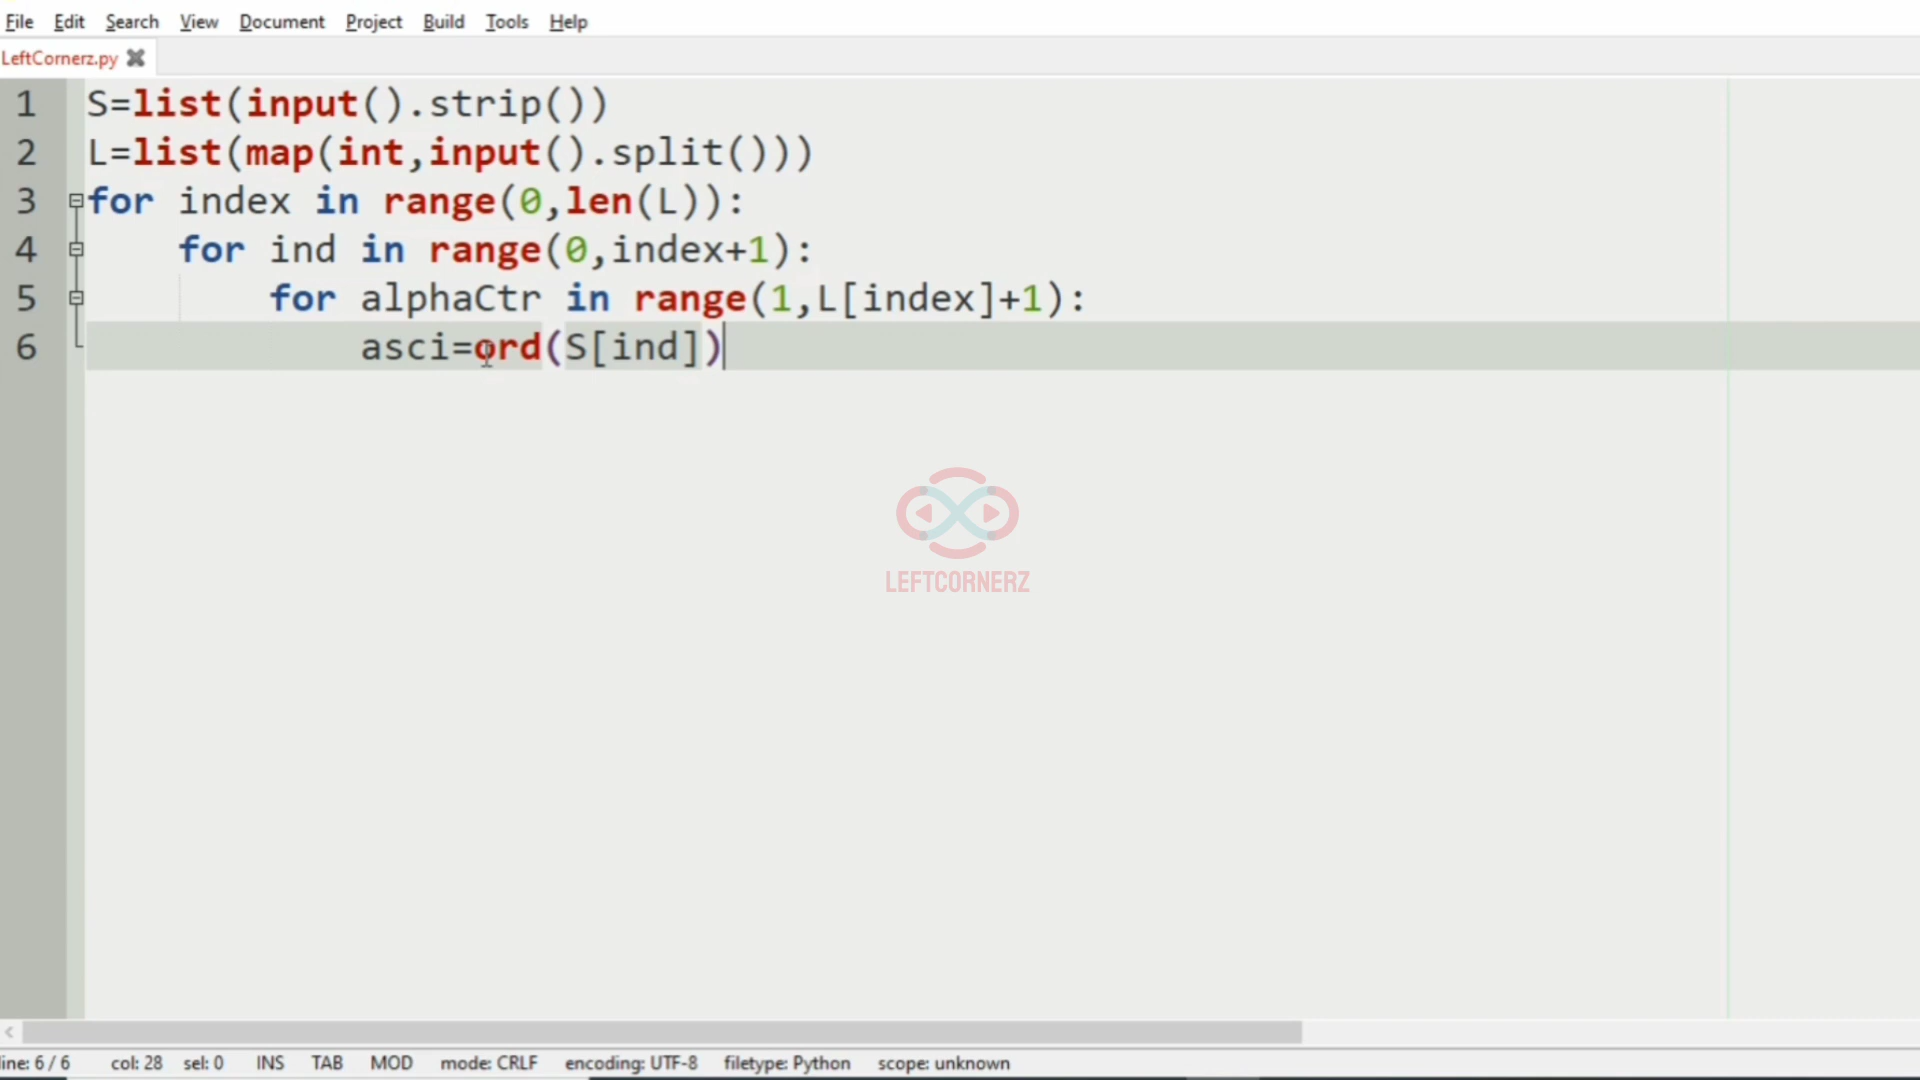 File Edit Search View Document Project Build Tools Help
LeftCornerz.py
1 S=list(input().strip())
2 L=list(map(int,input().split()))
3 for index in range(0,len(L)):
4 for ind in range(0,index+1):
5 for alphaCtr in range(1,L[index]+1):
6 asci=ord(S[ind])
LEFTCORNERZ
line: 6 / 6 col: 28 sel: 0 INS TAB MOD mode: CRLF encoding: UTF-8 filetype: Python scope: unknown